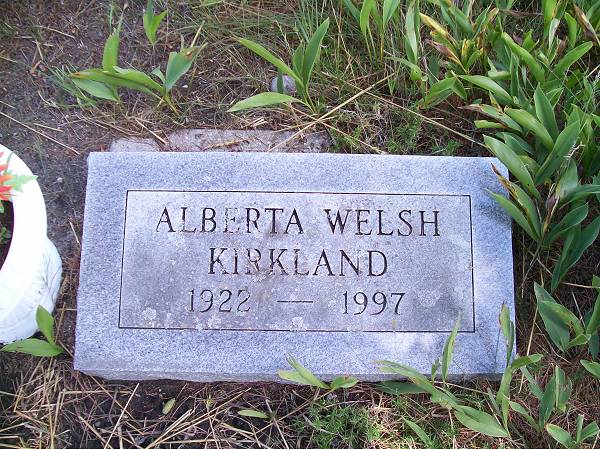 ALBERTA WELSH
KIRKLAND
1922 — 1997